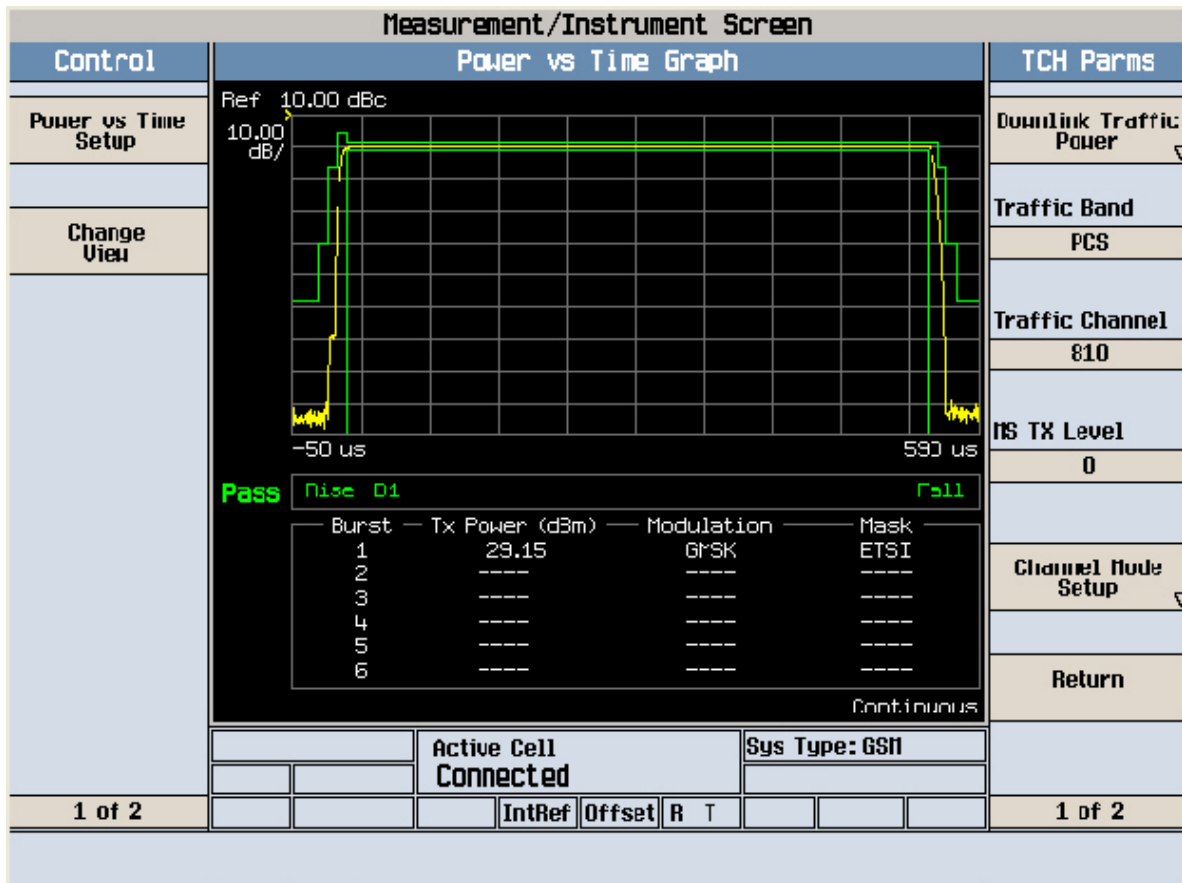 Measurement/Instrument Screen
Control
Power vs Time Graph
TCH Parms
Power vs Time
Setup
Change
View
1 of 2
Ref 10.00 dBc
10.00
dB/
-50 us
590 us
Pass
Rise D1
Fall
Burst Tx Power (dBm) Modulation Mask
1 29.15 GMSK ETSI
2 ---- ---- ----
3 ---- ---- ----
4 ---- ---- ----
5 ---- ---- ----
6 ---- ---- ----
Continuous
Active Cell
Connected
Sys Type: GSM
IntRef Offset R T
Downlink Traffic
Power
Traffic Band
PCS
Traffic Channel
810
MS TX Level
0
Channel Mode
Setup
Return
1 of 2